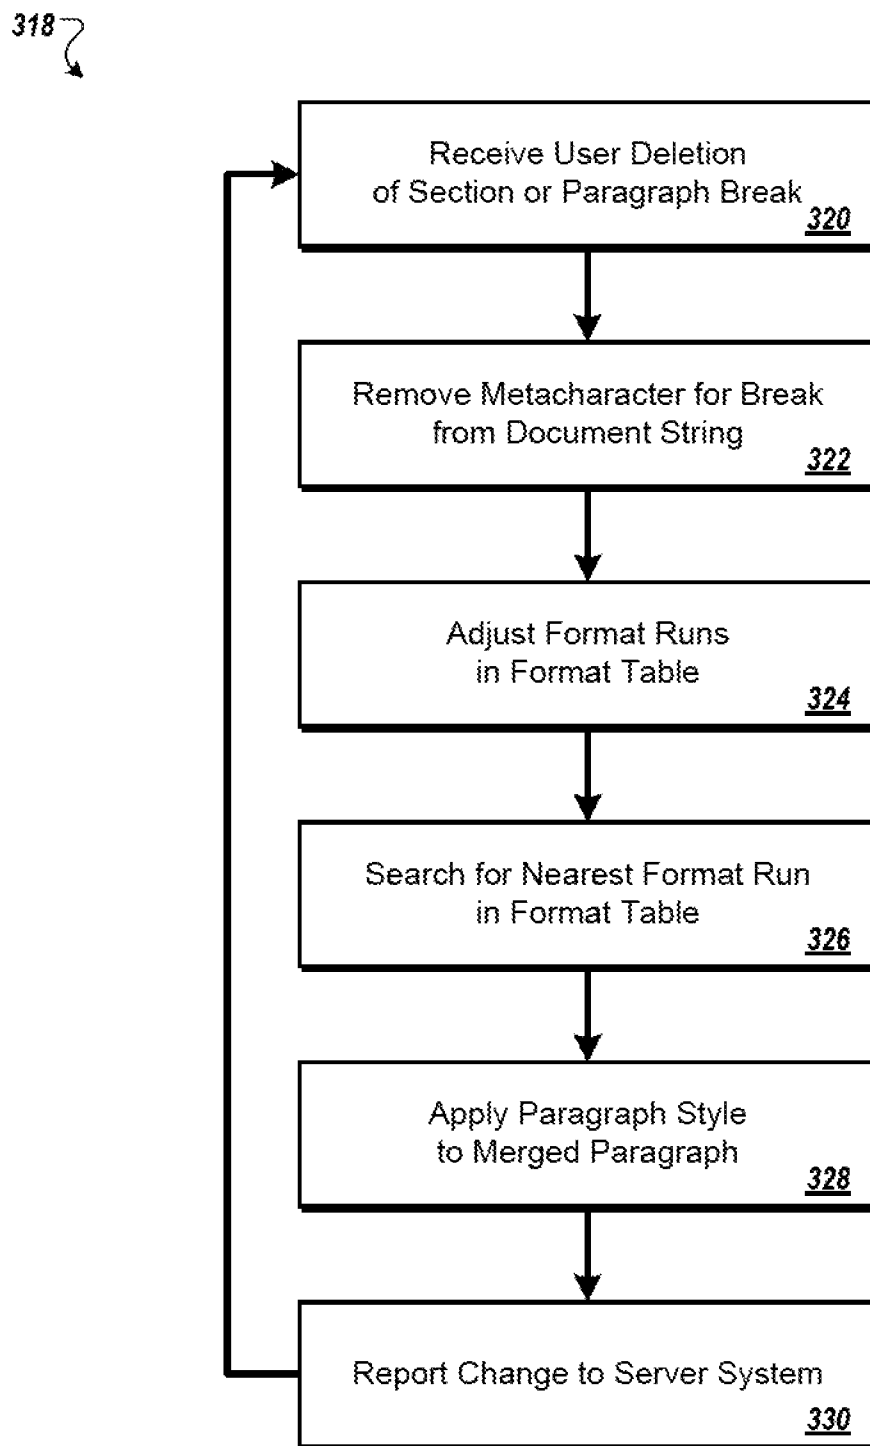 318
Receive User Deletion
of Section or Paragraph Break
320
Remove Metacharacter for Break
from Document String
322
Adjust Format Runs
in Format Table
324
Search for Nearest Format Run
in Format Table
326
Apply Paragraph Style
to Merged Paragraph
328
Report Change to Server System
330